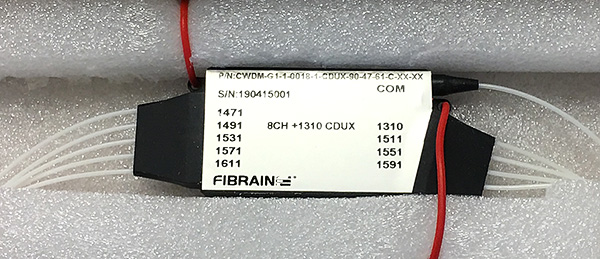 P/N:CWDM-G1-1-0018-1-CDUX-90-47-61-C-XX-XX
S/N:190415001 COM
1471
1491 8CH +1310 CDUX 1310
1531 1511
1571 1551
1611 1591
FIBRAIN